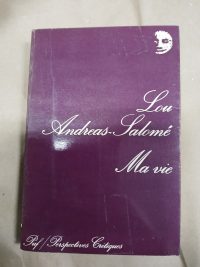 Lou
Andreas-Salomé
Ma vie
Puf // Perspectives Critiques